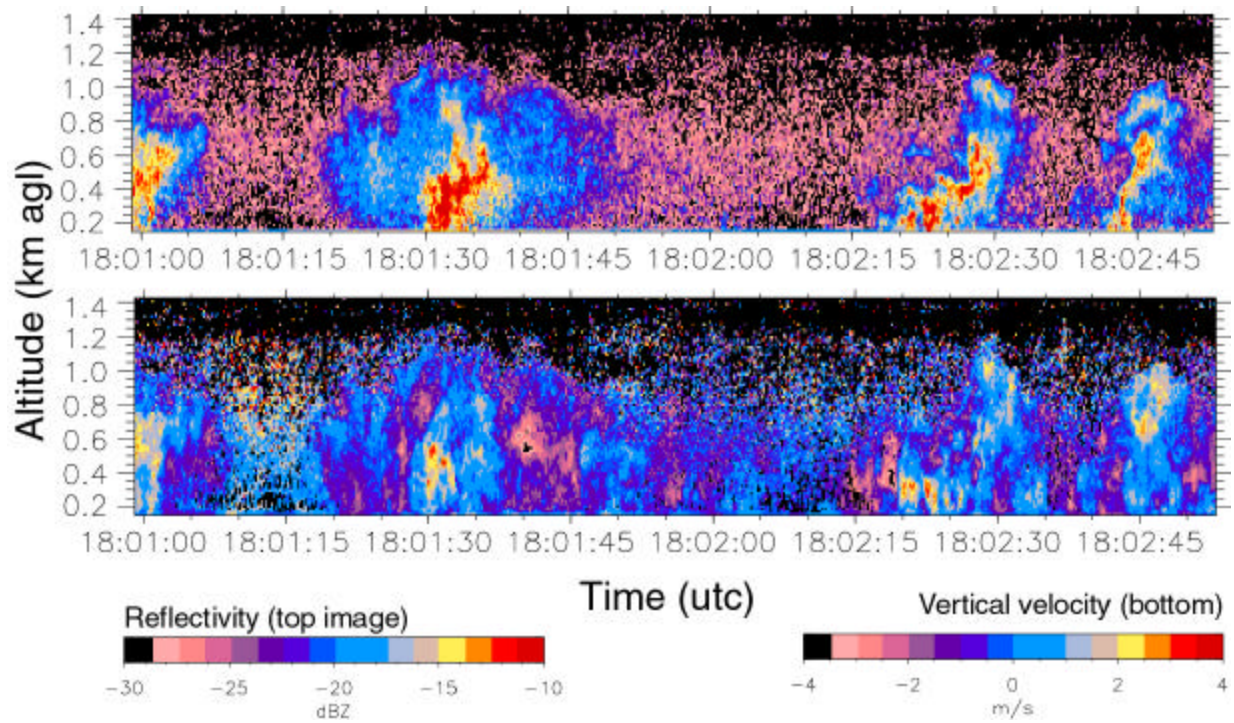 1.4
1.2
1.0
0.8
0.6
0.4
0.2
18:01:00 18:01:15 18:01:30 18:01:45 18:02:00 18:02:15 18:02:30 18:02:45
Altitude (km agl)
1.4
1.2
1.0
0.8
0.6
0.4
0.2
18:01:00 18:01:15 18:01:30 18:01:45 18:02:00 18:02:15 18:02:30 18:02:45
Time (utc)
Reflectivity (top image)
-30 -25 -20 -15 -10
dBZ
Vertical velocity (bottom)
-4 -2 0 2 4
m/s